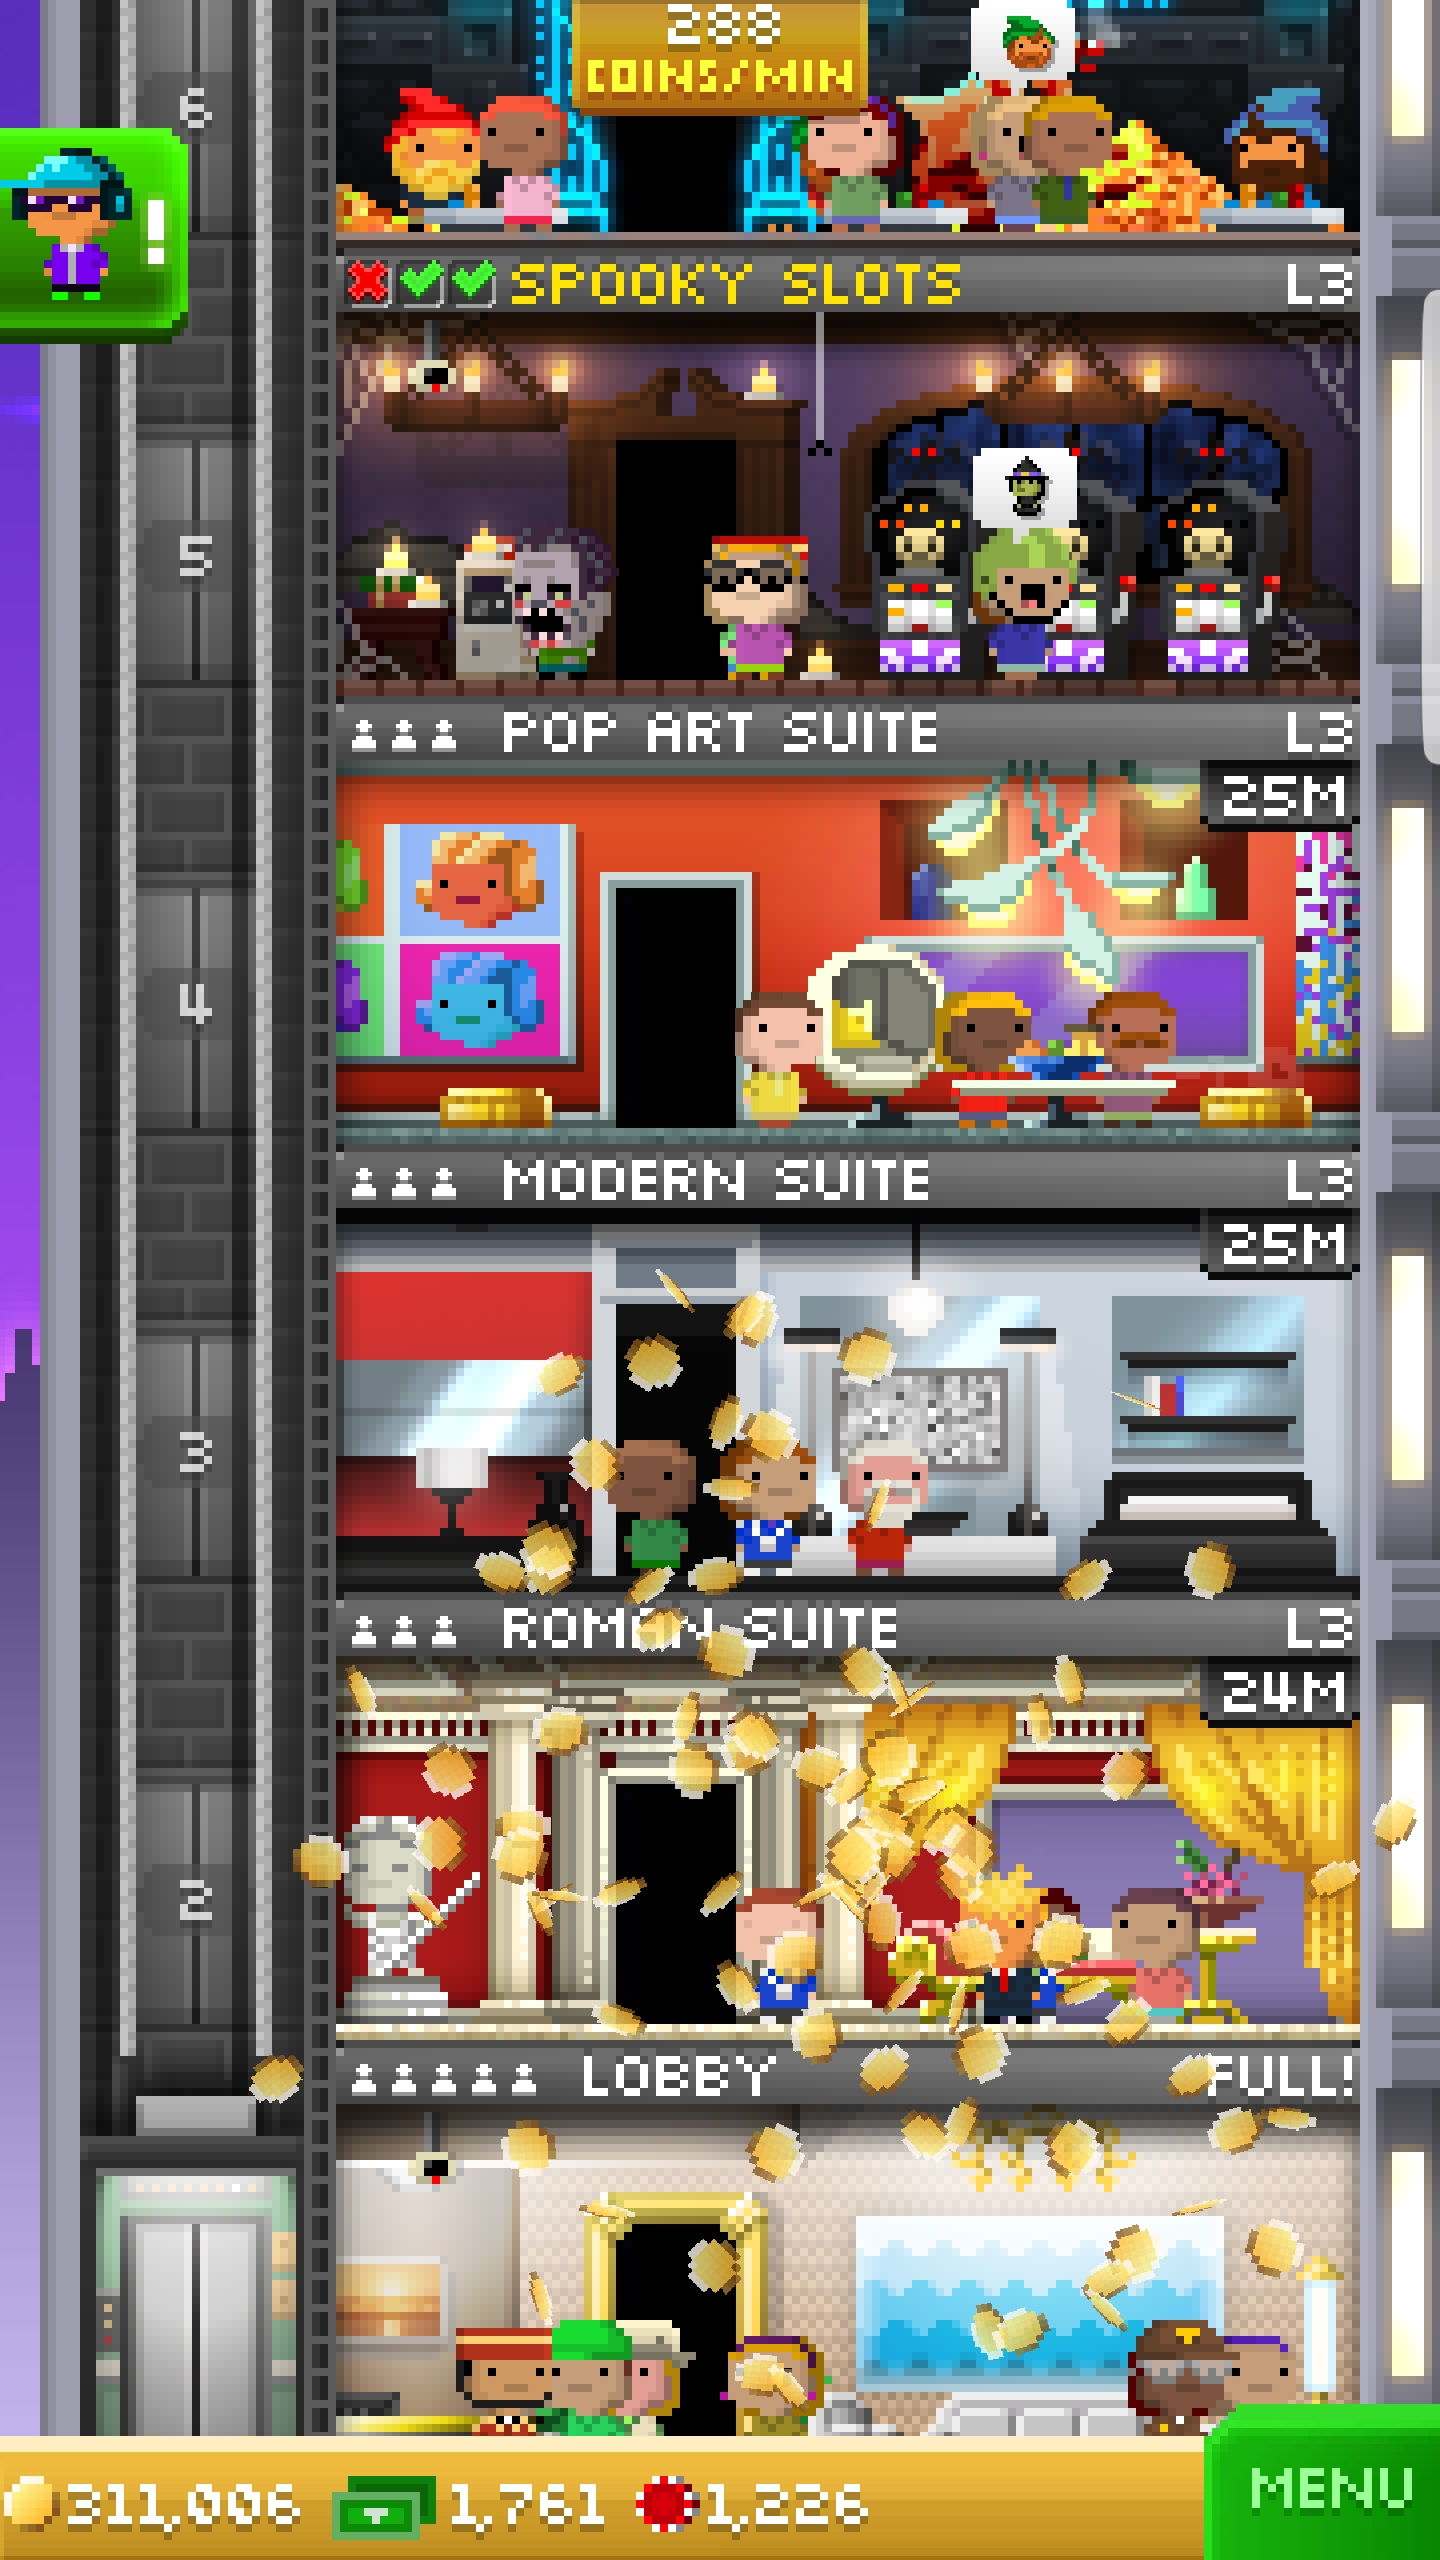 288
COINS/MIN
6
!
SPOOKY SLOTS L3
5
POP ART SUITE L3
25M
4
MODERN SUITE L3
25M
3
ROMAN SUITE L3
24M
2
LOBBY FULL!
311,006 1,761 1,226 MENU